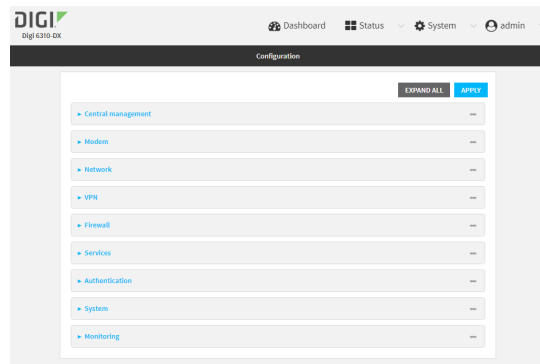 DIGI
Digi 6310-DX
Dashboard Status System admin
Configuration
EXPAND ALL APPLY
Central management
Modem
Network
VPN
Firewall
Services
Authentication
System
Monitoring